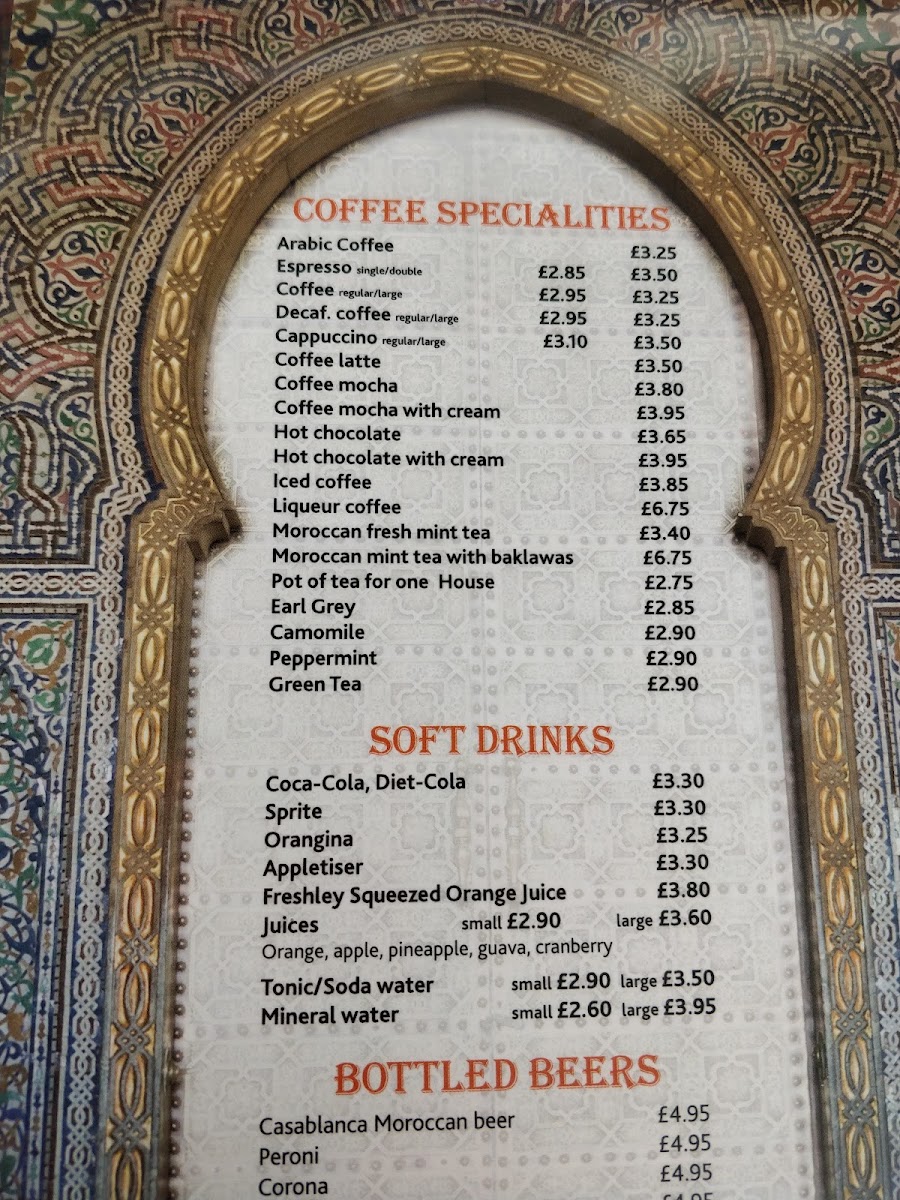 COFFEE SPECIALITIES
Arabic Coffee £3.25
Espresso single/double £2.85 £3.50
Coffee regular/large £2.95 £3.25
Decaf. coffee regular/large £2.95 £3.25
Cappuccino regular/large £3.10 £3.50
Coffee latte £3.50
Coffee mocha £3.80
Coffee mocha with cream £3.95
Hot chocolate £3.65
Hot chocolate with cream £3.95
Iced coffee £3.85
Liqueur coffee £6.75
Moroccan fresh mint tea £3.40
Moroccan mint tea with baklawas £6.75
Pot of tea for one House £2.75
Earl Grey £2.85
Camomile £2.90
Peppermint £2.90
Green Tea £2.90
SOFT DRINKS
Coca-Cola, Diet-Cola £3.30
Sprite £3.30
Orangina £3.25
Appletiser £3.30
Freshley Squeezed Orange Juice £3.80
Juices small £2.90 large £3.60
Orange, apple, pineapple, guava, cranberry
Tonic/Soda water small £2.90 large £3.50
Mineral water small £2.60 large £3.95
BOTTLED BEERS
Casablanca Moroccan beer £4.95
Peroni £4.95
Corona £4.95